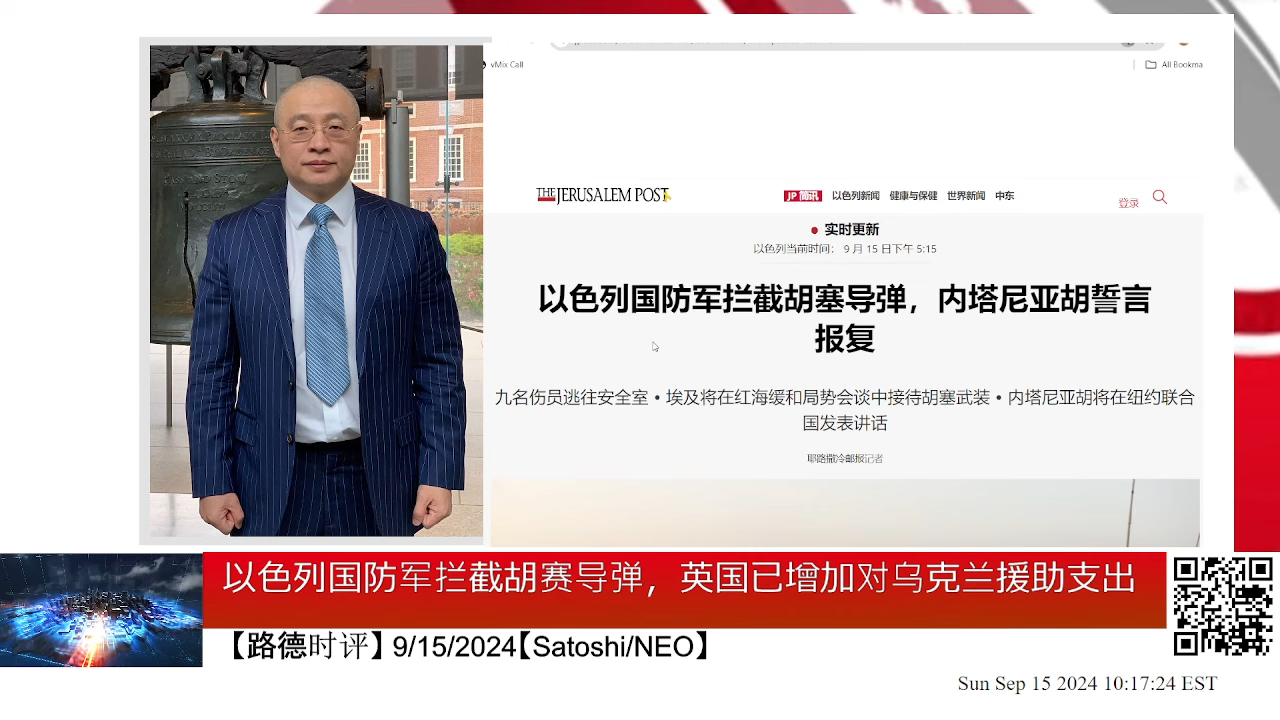 vMix Call
All Bookma
THE JERUSALEM POST
JP 简讯 以色列新闻 健康与保健 世界新闻 中东
登录
实时更新
以色列当前时间： 9 月 15 日下午 5:15
以色列国防军拦截胡塞导弹，内塔尼亚胡誓言
报复
九名伤员逃往安全室 • 埃及将在红海缓和局势会谈中接待胡塞武装 • 内塔尼亚胡将在纽约联合
国发表讲话
耶路撒冷邮报记者
以色列国防军拦截胡赛导弹，英国已增加对乌克兰援助支出
【路德时评】9/15/2024【Satoshi/NEO】
Sun Sep 15 2024 10:17:24 EST